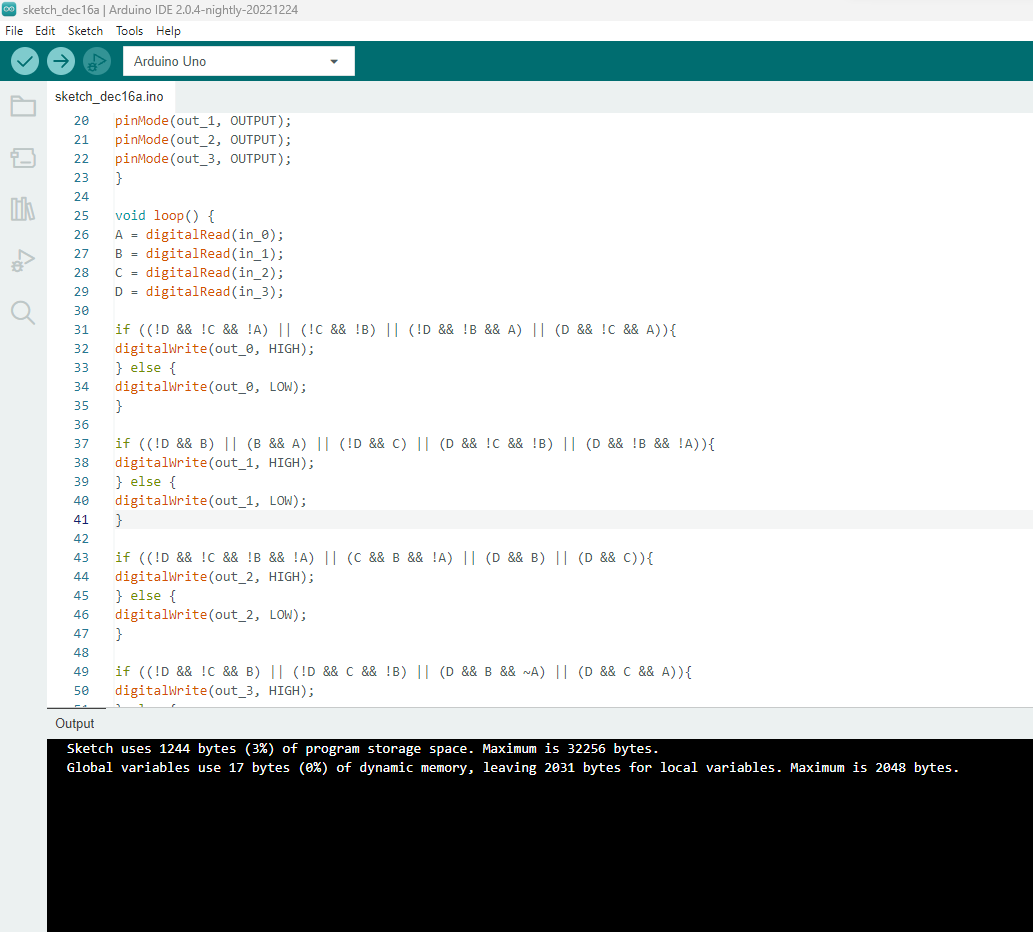 sketch_dec16a | Arduino IDE 2.0.4-nightly-20221224
File Edit Sketch Tools Help
Arduino Uno
sketch_dec16a.ino
20 pinMode(out_1, OUTPUT);
21 pinMode(out_2, OUTPUT);
22 pinMode(out_3, OUTPUT);
23 }
24
25 void loop() {
26 A = digitalRead(in_0);
27 B = digitalRead(in_1);
28 C = digitalRead(in_2);
29 D = digitalRead(in_3);
30
31 if ((!D && !C && !A) || (!C && !B) || (!D && !B && A) || (D && !C && A)){
32 digitalWrite(out_0, HIGH);
33 } else {
34 digitalWrite(out_0, LOW);
35 }
36
37 if ((!D && B) || (B && A) || (!D && C) || (D && !C && !B) || (D && !B && !A)){
38 digitalWrite(out_1, HIGH);
39 } else {
40 digitalWrite(out_1, LOW);
41 }
42
43 if ((!D && !C && !B && !A) || (C && B && !A) || (D && B) || (D && C)){
44 digitalWrite(out_2, HIGH);
45 } else {
46 digitalWrite(out_2, LOW);
47 }
48
49 if ((!D && !C && B) || (!D && C && !B) || (D && B && ~A) || (D && C && A)){
50 digitalWrite(out_3, HIGH);
Output
Sketch uses 1244 bytes (3%) of program storage space. Maximum is 32256 bytes.
Global variables use 17 bytes (0%) of dynamic memory, leaving 2031 bytes for local variables. Maximum is 2048 bytes.